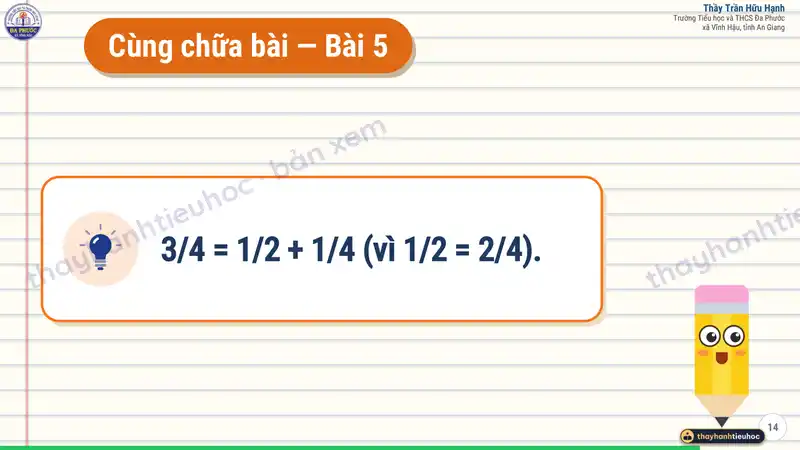 Thầy Trần Hữu Hạnh
Trường Tiểu học và THCS Đa Phước
xã Vĩnh Hậu, tỉnh An Giang
ĐA PHƯỚC
Cùng chữa bài – Bài 5
thayhanhtieuhoc · bản xem
3/4 = 1/2 + 1/4 (vì 1/2 = 2/4).
thayhanhtie
14
thayhanhtieuhoc